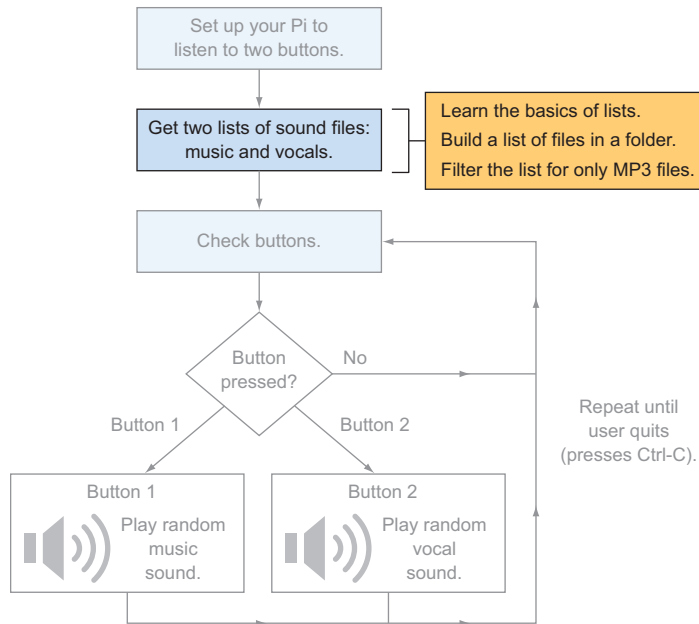 Set up your Pi to
listen to two buttons.
Get two lists of sound files:
music and vocals.
Learn the basics of lists.
Build a list of files in a folder.
Filter the list for only MP3 files.
Check buttons.
Button
pressed?
No
Button 1
Button 2
Repeat until
user quits
(presses Ctrl-C).
Button 1
Play random
music
sound.
Button 2
Play random
vocal
sound.